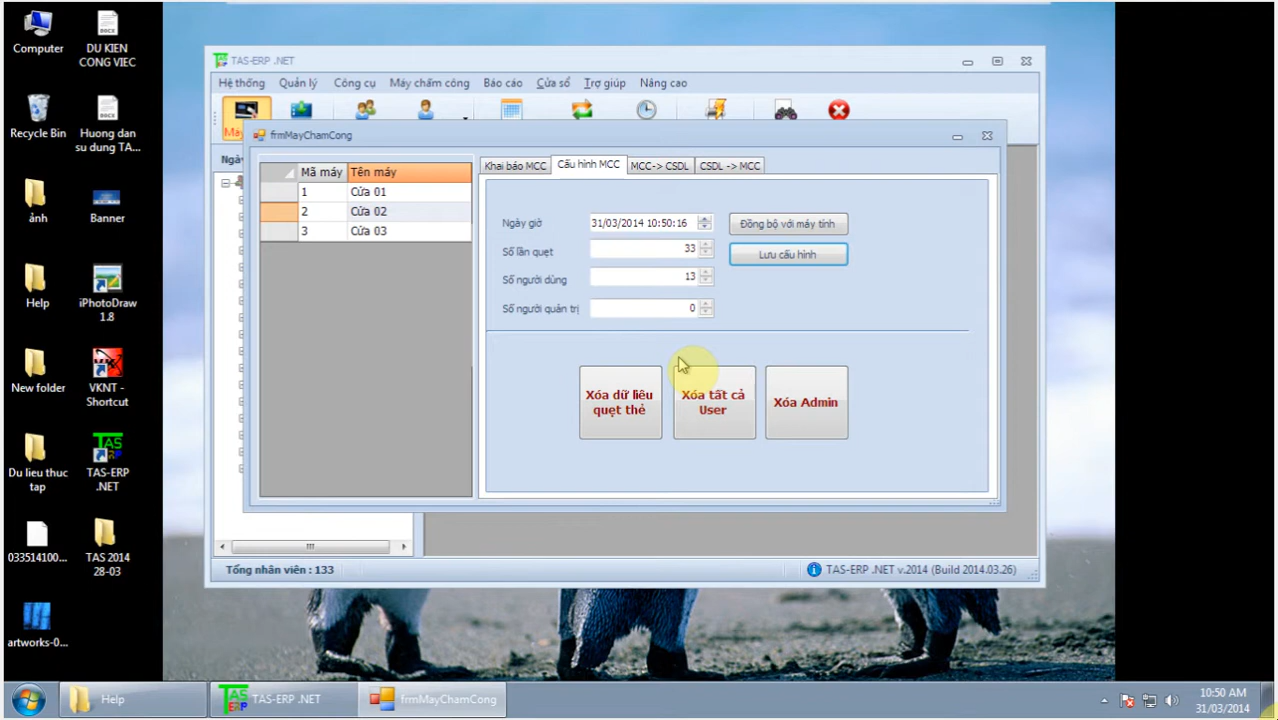 Computer
DU KIEN
CONG VIEC
Recycle Bin
Huong dan
su dung TA...
ảnh
Banner
Help
iPhotoDraw
1.8
New folder
VKNT -
Shortcut
Du lieu thuc
tap
TAS-ERP
.NET
033514100...
TAS 2014
28-03
artworks-0...
TAS-ERP .NET
Hệ thống Quản lý Công cụ Máy chấm công Báo cáo Cửa sổ Trợ giúp Nâng cao
frmMayChamCong
Mã máy Tên máy
1 Cửa 01
2 Cửa 02
3 Cửa 03
Khai báo MCC Cấu hình MCC MCC-> CSDL CSDL -> MCC
Ngày giờ 31/03/2014 10:50:16 Đồng bộ với máy tính
Số lần quẹt 33 Lưu cấu hình
Số người dùng 13
Số người quản trị 0
Xóa dữ liêu
quẹt thẻ
Xóa tất cả
User
Xóa Admin
Tổng nhân viên : 133
TAS-ERP .NET v.2014 (Build 2014.03.26)
Help
TAS-ERP .NET
frmMayChamCong
10:50 AM
31/03/2014